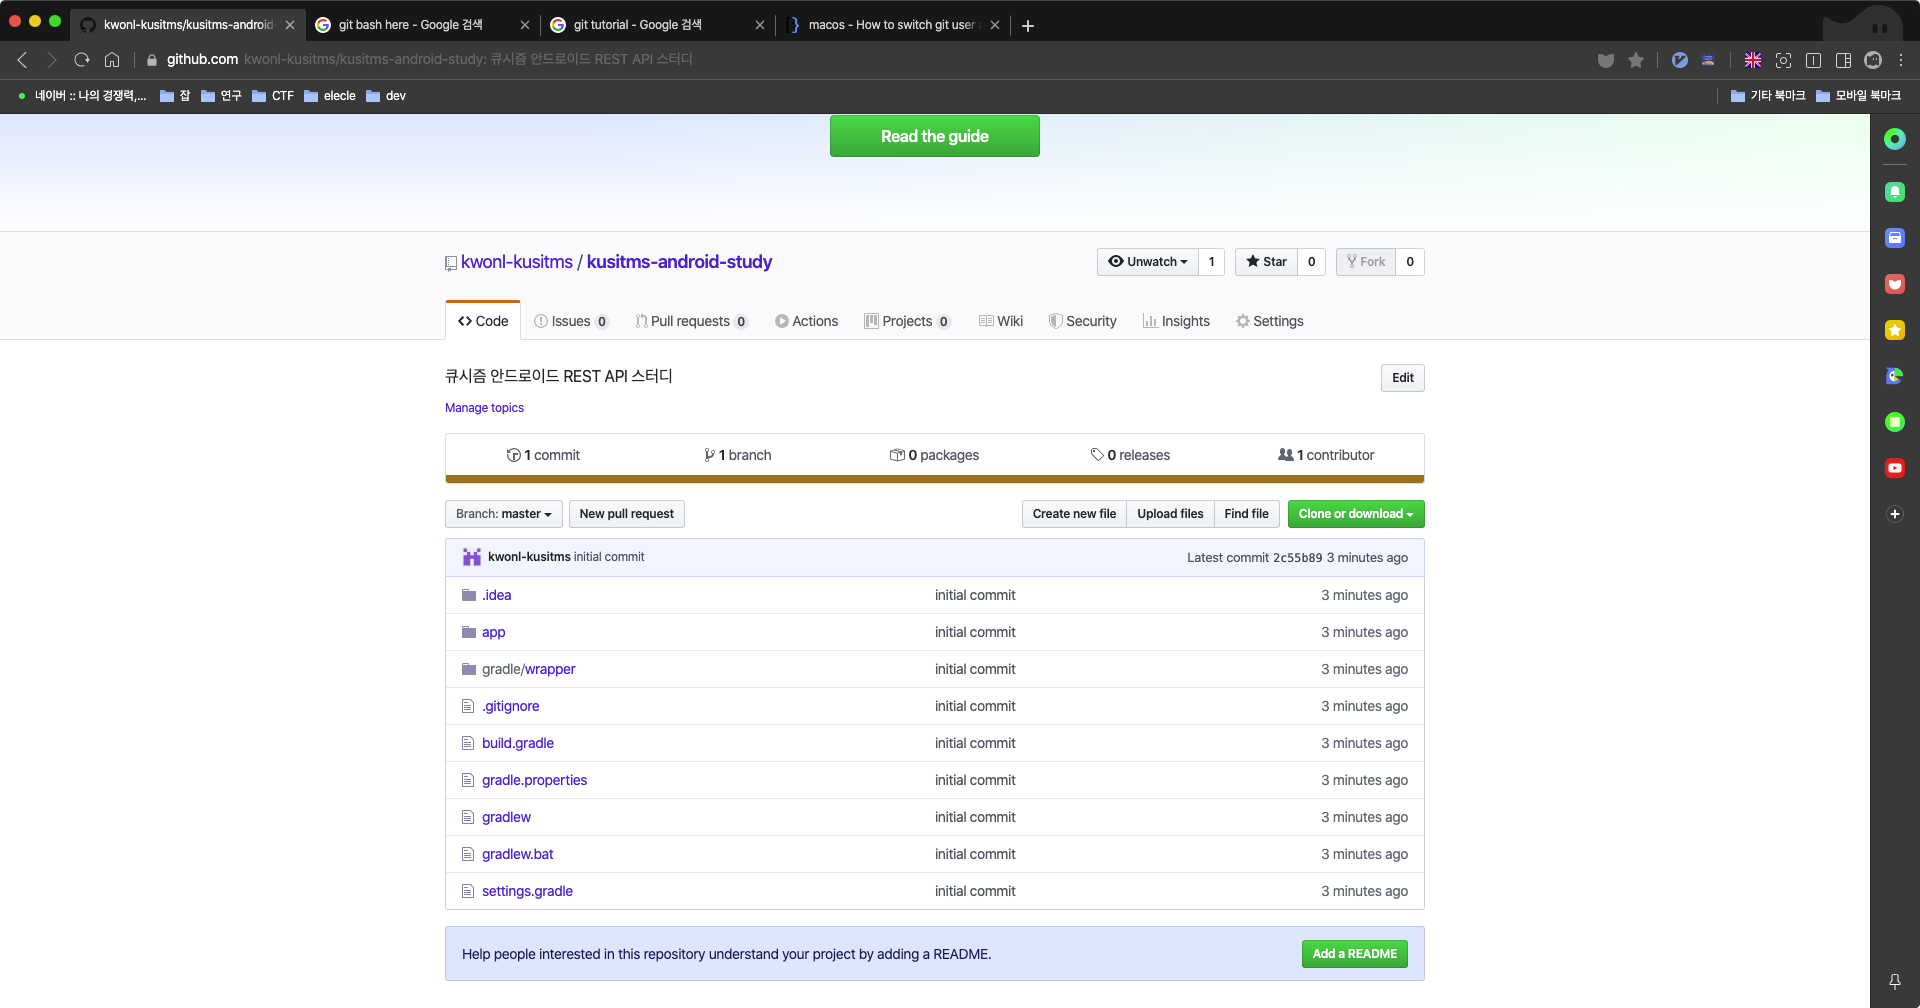 kwonl-kusitms/kusitms-android-
git bash here - Google 검색
git tutorial - Google 검색
macos - How to switch git user
github.com kwonl-kusitms/kusitms-android-study: 큐시즘 안드로이드 REST API 스터디
네이버 :: 나의 경쟁력,...
잡
연구
CTF
elecle
dev
기타 북마크
모바일 북마크
Read the guide
kwonl-kusitms / kusitms-android-study
Unwatch 1
Star 0
Fork 0
Code
Issues 0
Pull requests 0
Actions
Projects 0
Wiki
Security
Insights
Settings
큐시즘 안드로이드 REST API 스터디
Edit
Manage topics
1 commit
1 branch
0 packages
0 releases
1 contributor
Branch: master
New pull request
Create new file
Upload files
Find file
Clone or download
kwonl-kusitms initial commit
Latest commit 2c55b89 3 minutes ago
.idea initial commit 3 minutes ago
app initial commit 3 minutes ago
gradle/wrapper initial commit 3 minutes ago
.gitignore initial commit 3 minutes ago
build.gradle initial commit 3 minutes ago
gradle.properties initial commit 3 minutes ago
gradlew initial commit 3 minutes ago
gradlew.bat initial commit 3 minutes ago
settings.gradle initial commit 3 minutes ago
Help people interested in this repository understand your project by adding a README.
Add a README